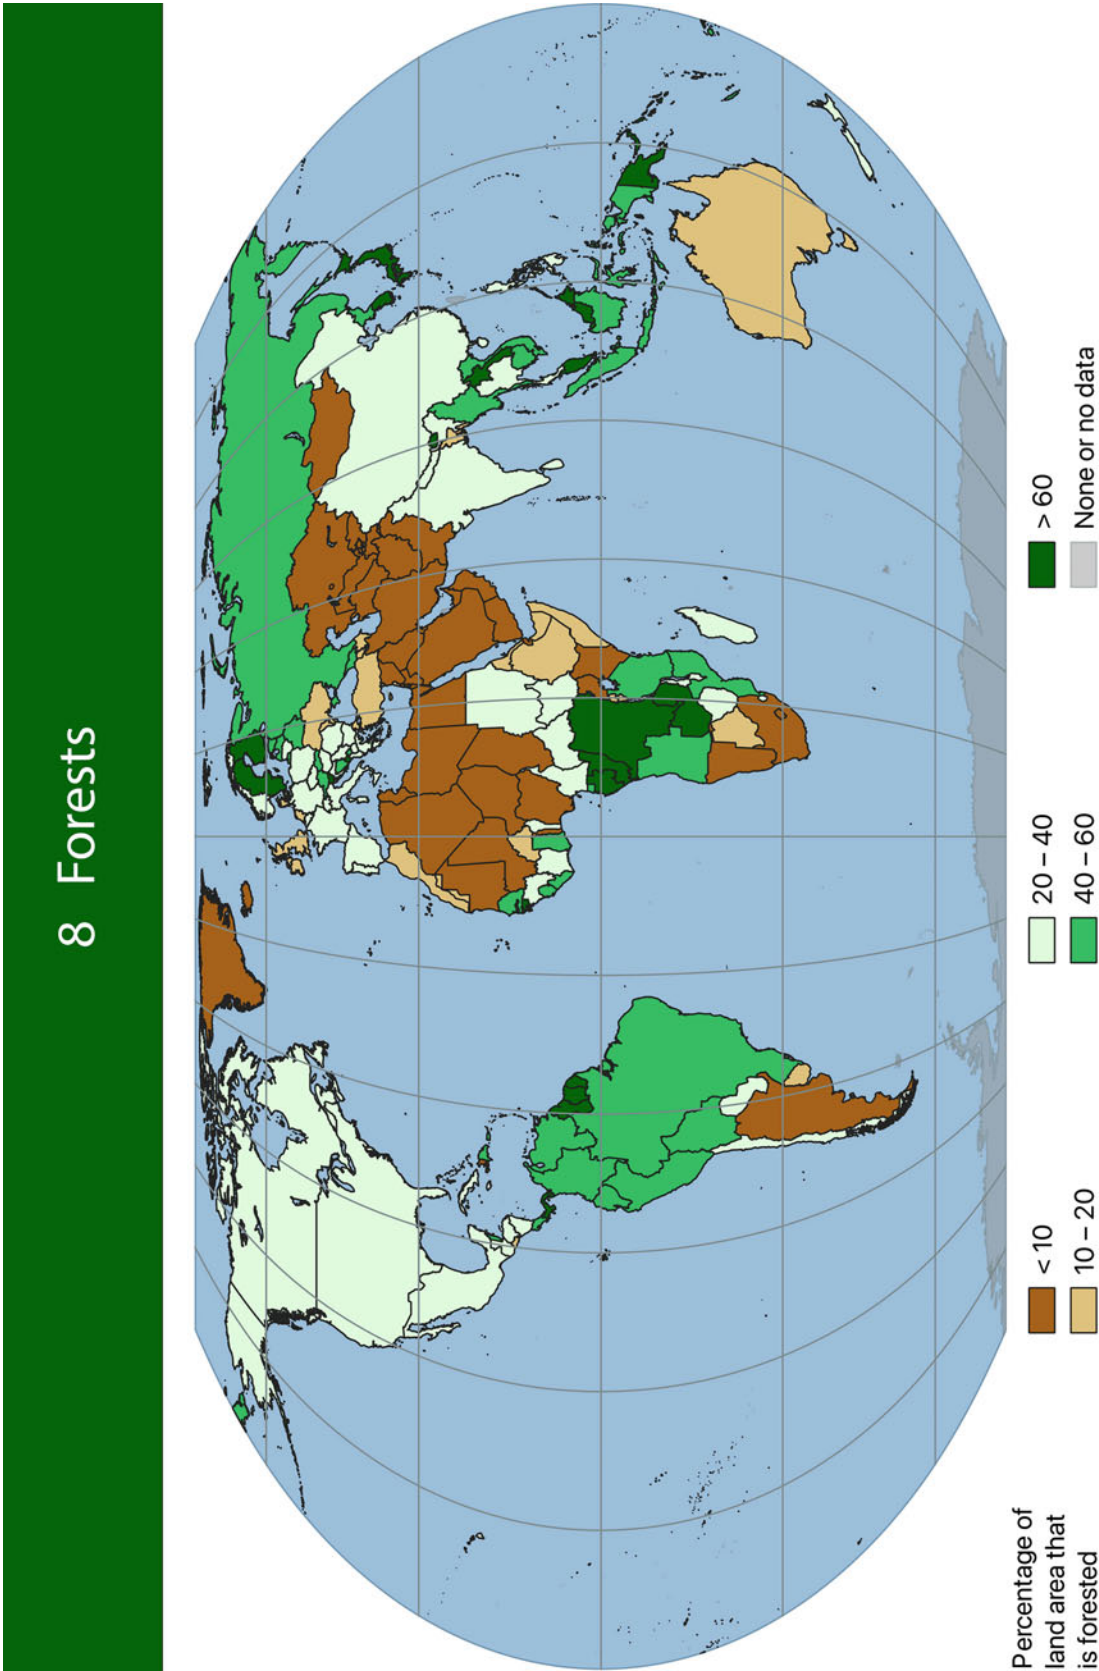 8 Forests
Percentage of
land area that
is forested
< 10
10 – 20
20 – 40
40 – 60
> 60
None or no data